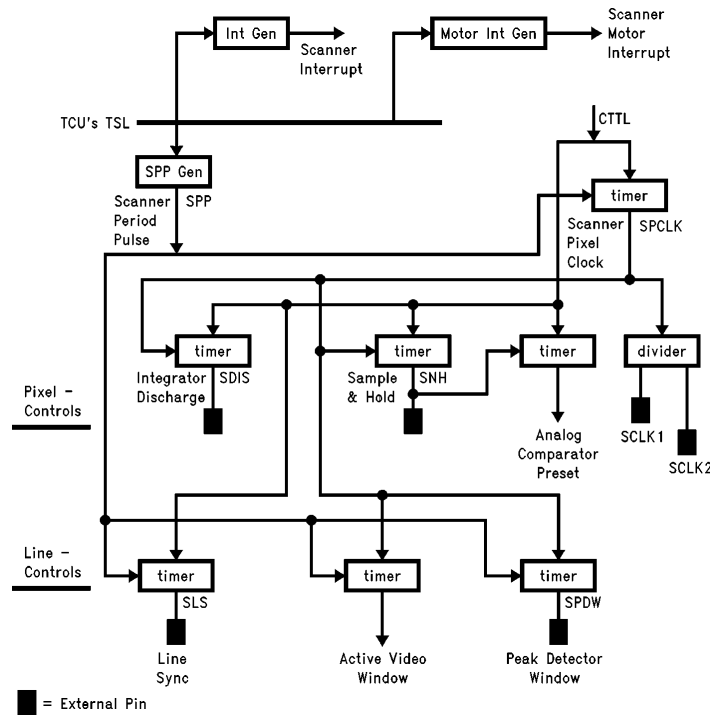 Int Gen
Scanner
Interrupt
Motor Int Gen
Scanner
Motor
Interrupt
TCU's TSL
CTTL
SPP Gen
Scanner
Period
Pulse
SPP
timer
Scanner
Pixel
Clock
SPCLK
timer
Integrator
Discharge
SDIS
timer
Sample
& Hold
SNH
timer
Analog
Comparator
Preset
divider
SCLK1
SCLK2
Pixel -
Controls
Line -
Controls
timer
SLS
Line
Sync
timer
Active Video
Window
timer
SPDW
Peak Detector
Window
= External Pin